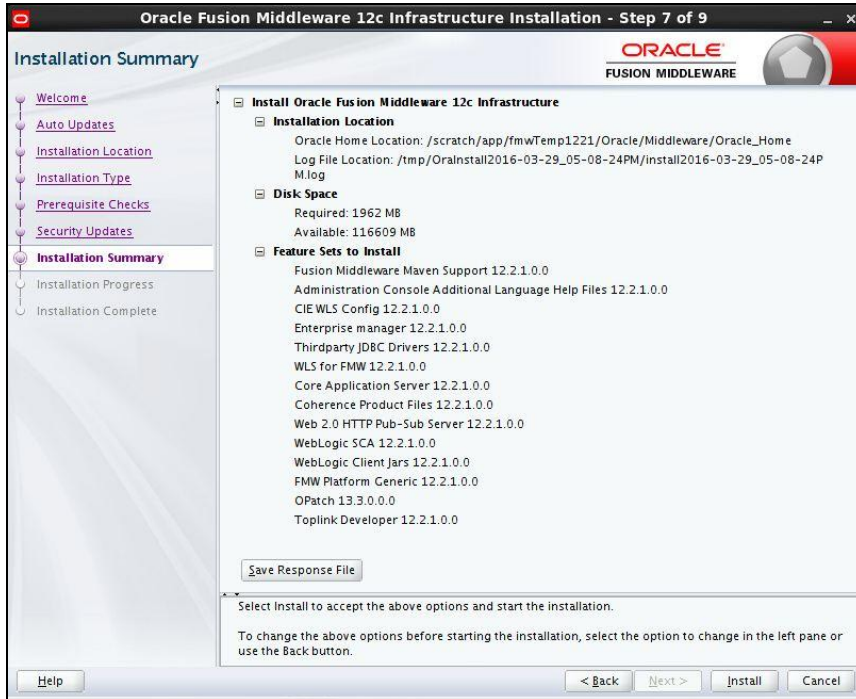 Oracle Fusion Middleware 12c Infrastructure Installation - Step 7 of 9
Installation Summary
ORACLE
FUSION MIDDLEWARE
Welcome
Auto Updates
Installation Location
Installation Type
Prerequisite Checks
Security Updates
Installation Summary
Installation Progress
Installation Complete
Install Oracle Fusion Middleware 12c Infrastructure
Installation Location
Oracle Home Location: /scratch/app/fmwTemp1221/Oracle/Middleware/Oracle_Home
Log File Location: /tmp/OraInstall2016-03-29_05-08-24PM/install2016-03-29_05-08-24P
M.log
Disk Space
Required: 1962 MB
Available: 116609 MB
Feature Sets to Install
Fusion Middleware Maven Support 12.2.1.0.0
Administration Console Additional Language Help Files 12.2.1.0.0
CIE WLS Config 12.2.1.0.0
Enterprise manager 12.2.1.0.0
Thirdparty JDBC Drivers 12.2.1.0.0
WLS for FMW 12.2.1.0.0
Core Application Server 12.2.1.0.0
Coherence Product Files 12.2.1.0.0
Web 2.0 HTTP Pub-Sub Server 12.2.1.0.0
WebLogic SCA 12.2.1.0.0
WebLogic Client Jars 12.2.1.0.0
FMW Platform Generic 12.2.1.0.0
OPatch 13.3.0.0.0
Toplink Developer 12.2.1.0.0
Save Response File
Select Install to accept the above options and start the installation.
To change the above options before starting the installation, select the option to change in the left pane or
use the Back button.
Help
< Back
Next >
Install
Cancel